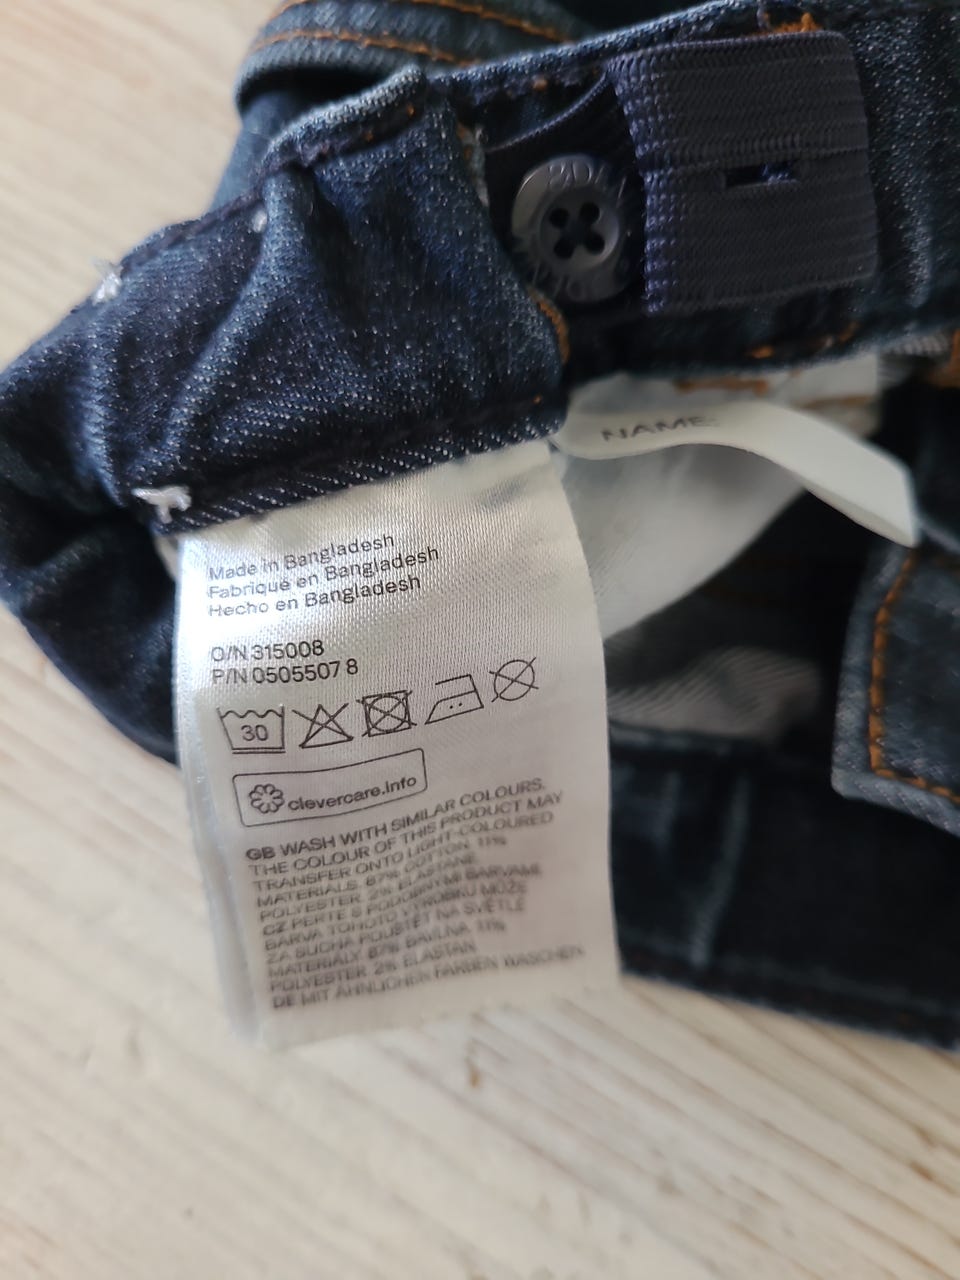 NAME
Made in Bangladesh
Fabriqué en Bangladesh
Hecho en Bangladesh
O/N 315008
P/N 0505507 8
30
clevercare.info
GB WASH WITH SIMILAR COLOURS.
THE COLOUR OF THIS PRODUCT MAY
TRANSFER ONTO LIGHT-COLOURED
MATERIALS. 87% COTTON, 11%
POLYESTER, 2% ELASTANE
CZ PERTE S PODOBNÝMI BARVAMI.
BARVA TOHOTO VÝROBKU MŮŽE
ZA SUCHA POUŠTĚT NA SVĚTLÉ
MATERIÁLY. 87% BAVLNA, 11%
POLYESTER, 2% ELASTAN
DE MIT ÄHNLICHEN FARBEN WASCHEN